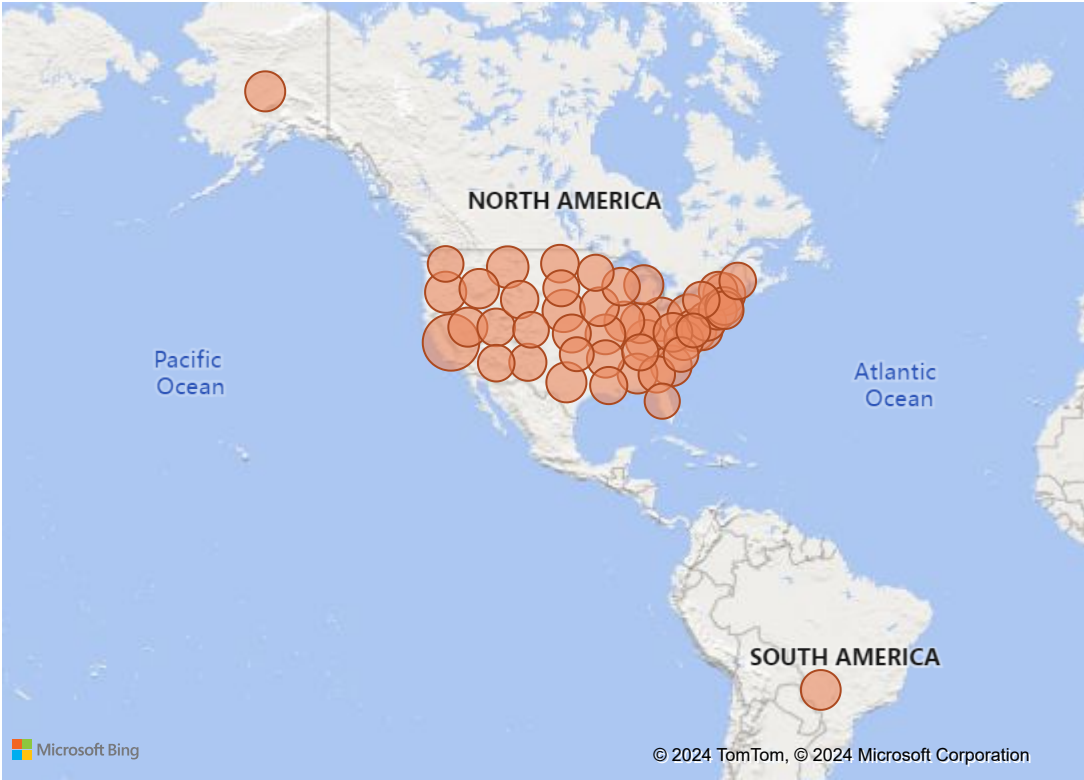 NORTH AMERICA
Pacific
Ocean
Atlantic
Ocean
SOUTH AMERICA
Microsoft Bing
© 2024 TomTom, © 2024 Microsoft Corporation